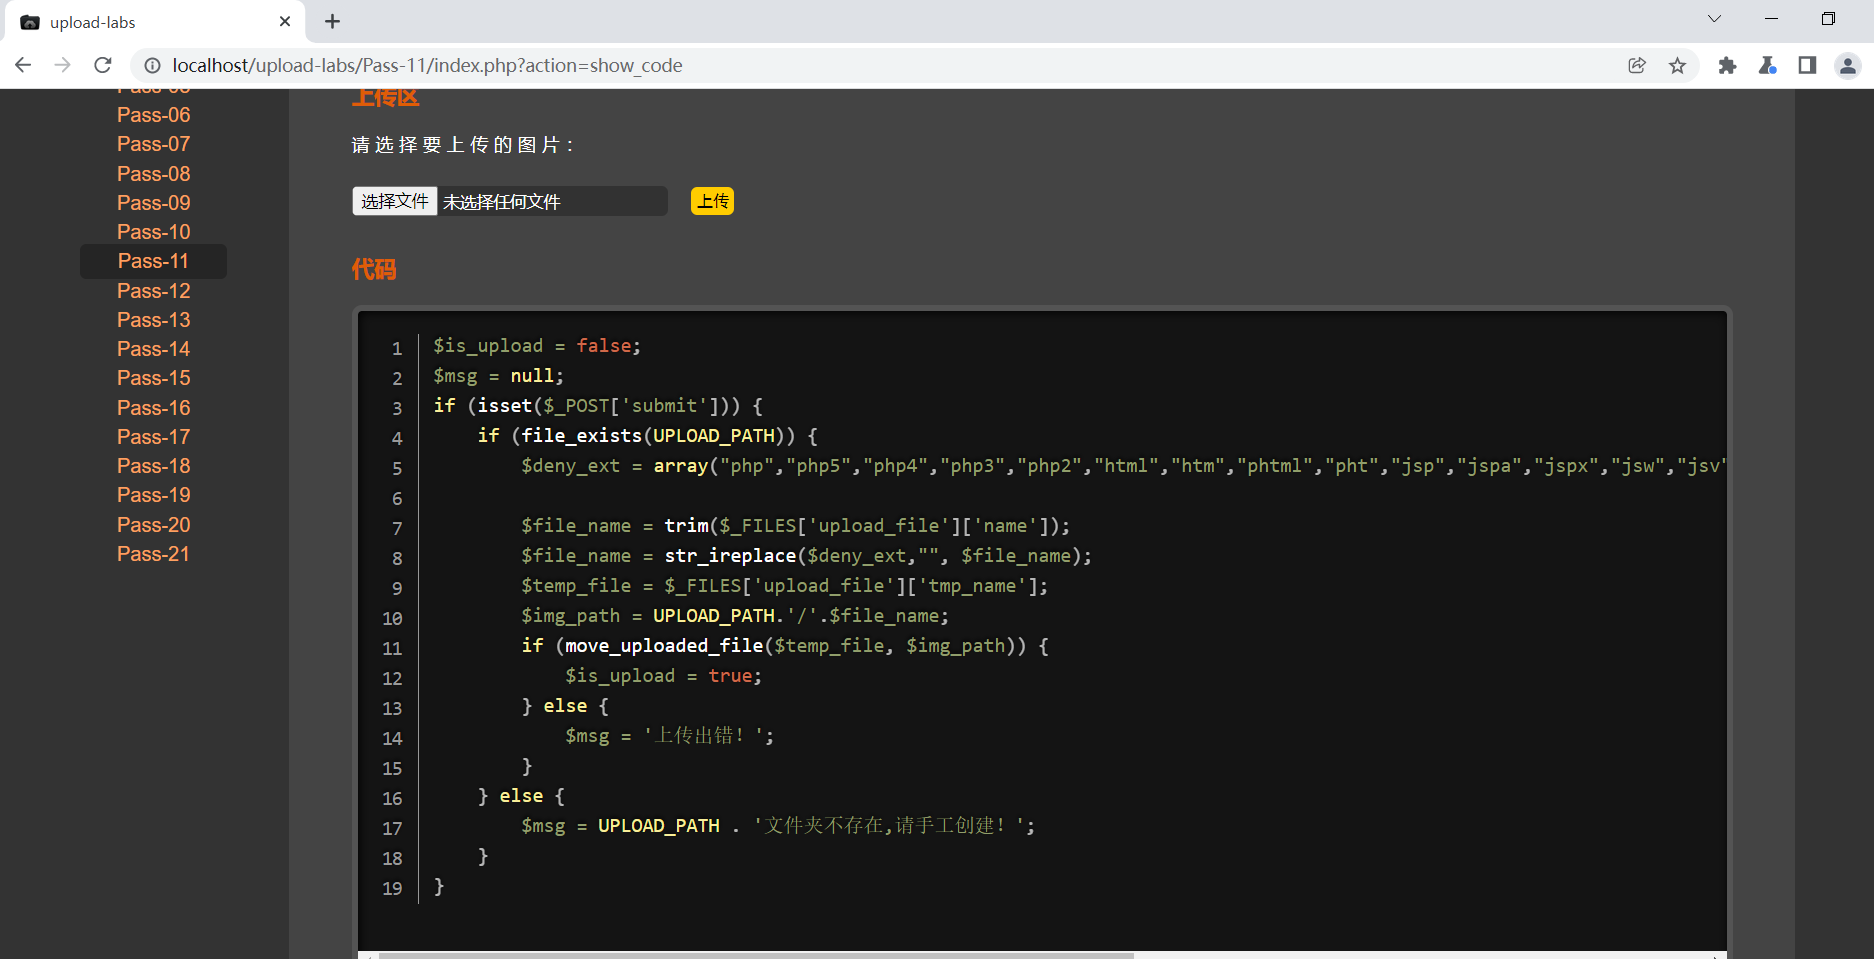 upload-labs
localhost/upload-labs/Pass-11/index.php?action=show_code
Pass-06
Pass-07
Pass-08
Pass-09
Pass-10
Pass-11
Pass-12
Pass-13
Pass-14
Pass-15
Pass-16
Pass-17
Pass-18
Pass-19
Pass-20
Pass-21
上传区
请选择要上传的图片：
选择文件 未选择任何文件 上传
代码
1 $is_upload = false;
2 $msg = null;
3 if (isset($_POST['submit'])) {
4 if (file_exists(UPLOAD_PATH)) {
5 $deny_ext = array("php","php5","php4","php3","php2","html","htm","phtml","pht","jsp","jspa","jspx","jsw","jsv"
6
7 $file_name = trim($_FILES['upload_file']['name']);
8 $file_name = str_ireplace($deny_ext,"", $file_name);
9 $temp_file = $_FILES['upload_file']['tmp_name'];
10 $img_path = UPLOAD_PATH.'/'.$file_name;
11 if (move_uploaded_file($temp_file, $img_path)) {
12 $is_upload = true;
13 } else {
14 $msg = '上传出错！';
15 }
16 } else {
17 $msg = UPLOAD_PATH . '文件夹不存在,请手工创建！';
18 }
19 }